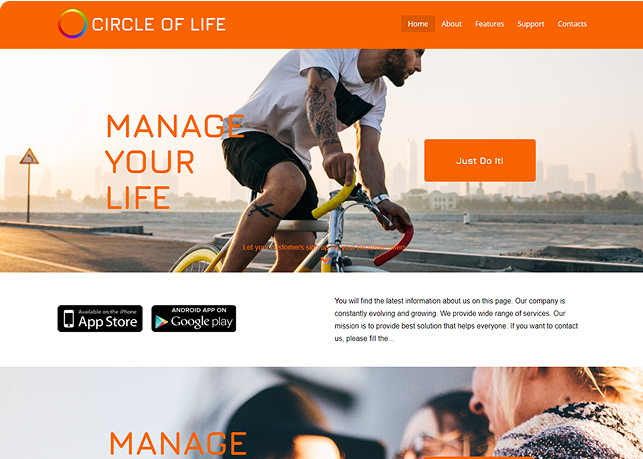 CIRCLE OF LIFE
Home About Features Support Contacts
MANAGE
YOUR
LIFE
Just Do It!
Let your customers
Available on the iPhone
App Store
ANDROID APP ON
Google play
You will find the latest information about us on this page. Our company is
constantly evolving and growing. We provide wide range of services. Our
mission is to provide best solution that helps everyone. If you want to contact
us, please fill the...
MANAGE